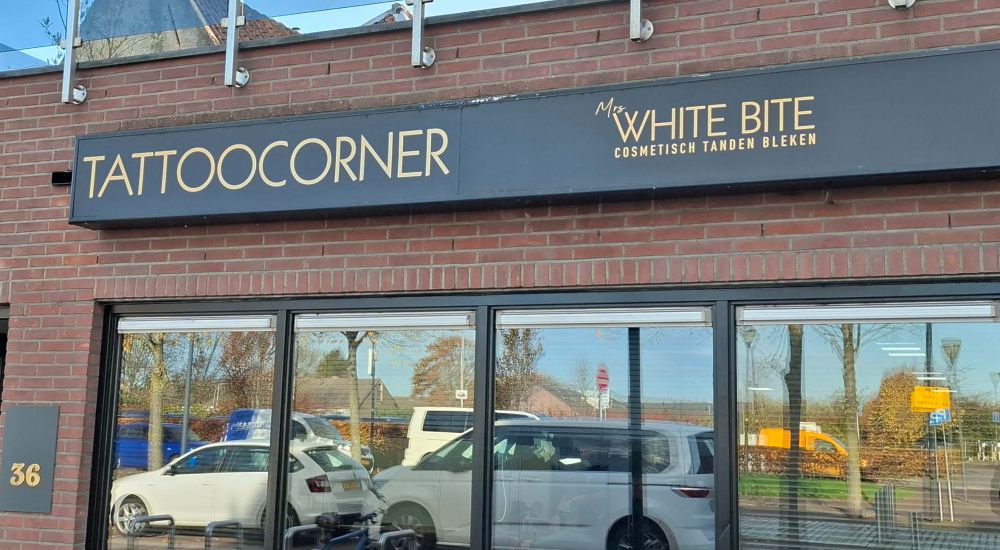 TATTOOCORNER
Mrs
WHITE BITE
COSMETISCH TANDEN BLEKEN
36